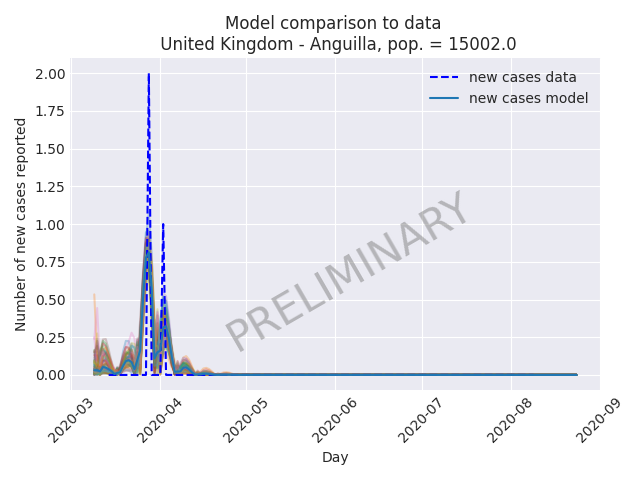 Model comparison to data
United Kingdom - Anguilla, pop. = 15002.0
new cases data
new cases model
2.00
1.75
1.50
1.25
1.00
0.75
0.50
0.25
0.00
Number of new cases reported
PRELIMINARY
2020-03
2020-04
2020-05
2020-06
2020-07
2020-08
2020-09
Day